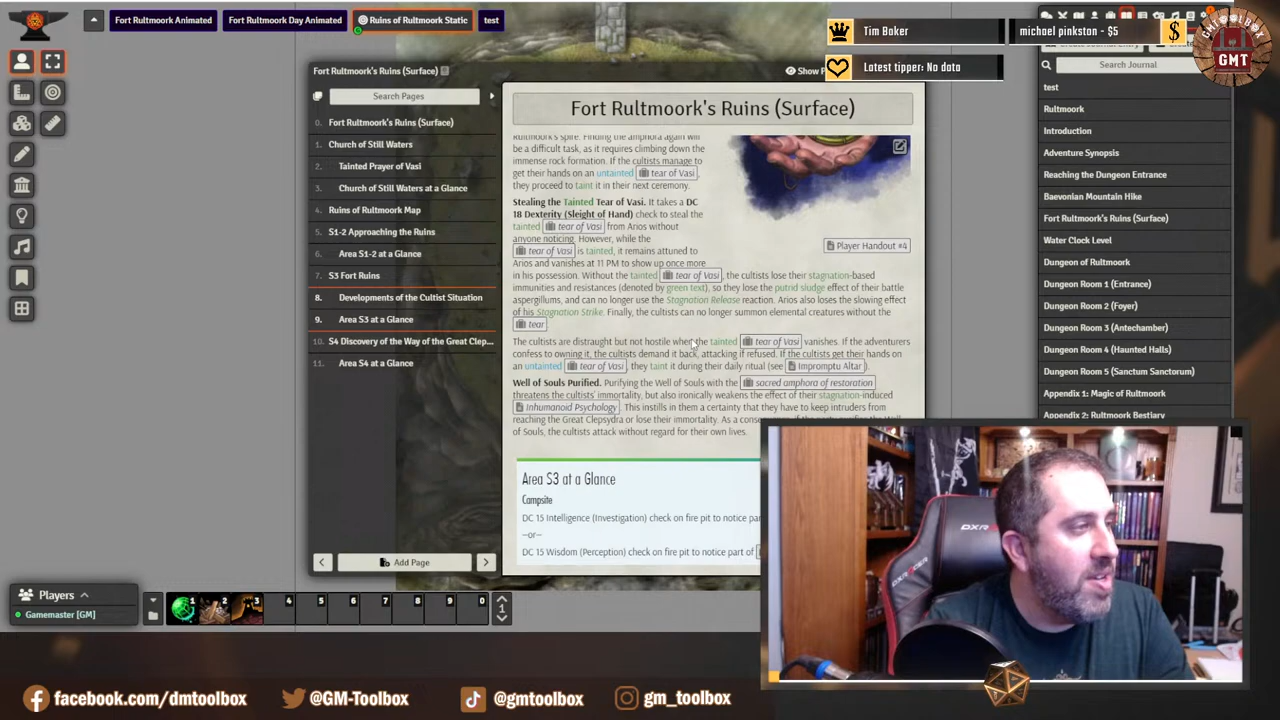 Fort Rultmoork Animated
Fort Rultmoork Day Animated
Ruins of Rultmoork Static
test
Tim Baker
michael pinkston - $5
Latest tipper: No data
GMTOOLBOX
GMT
Fort Rultmoork's Ruins (Surface)
Show P
Search Pages
0. Fort Rultmoork's Ruins (Surface)
1. Church of Still Waters
2. Tainted Prayer of Vasi
3. Church of Still Waters at a Glance
4. Ruins of Rultmoork Map
5. S1-2 Approaching the Ruins
6. Area S1-2 at a Glance
7. S3 Fort Ruins
8. Developments of the Cultist Situation
9. Area S3 at a Glance
10. S4 Developments of the Way of the Great Clep...
11. Area S4 at a Glance
Add Page
Fort Rultmoork's Ruins (Surface)
Rultmoork's spire. Finding the amphora again will
be a difficult task, as it requires climbing down the
immense rock formation. If the cultists manage to
get their hands on an untainted tear of Vasi,
they proceed to taint it in their next ceremony.
Stealing the Tainted Tear of Vasi. It takes a DC
18 Dexterity (Sleight of Hand) check to steal the
tainted tear of Vasi from Arios without
anyone noticing. However, while the
tear of Vasi is tainted, it remains attuned to
Arios and vanishes at 11 PM to show up once more
in his possession. Without the tainted tear of Vasi, the cultists lose their stagnation-based
immunities and resistances (denoted by green text), so they lose the putrid sludge effect of their battle
aspergillums, and can no longer use the Stagnation Release reaction. Arios also loses the slowing effect
of his Stagnation Strike. Finally, the cultists can no longer summon elemental creatures without the
tear.
Player Handout #4
The cultists are distraught but not hostile when the tainted tear of Vasi vanishes. If the adventurers
confess to owning it, the cultists demand it back, attacking if refused. If the cultists get their hands on
an untainted tear of Vasi, they taint it during their daily ritual (see Impromptu Altar).
Well of Souls Purified. Purifying the Well of Souls with the sacred amphora of restoration
threatens the cultists' immortality, but also ironically weakens the effect of their stagnation-induced
Inhumanoid Psychology. This instills in them a certainty that they have to keep intruders from
reaching the Great Clepsydra or lose their immortality. As a
of Souls, the cultists attack without regard for their own lives.
Area S3 at a Glance
Campsite
DC 15 Intelligence (Investigation) check on fire pit to notice pa
—or—
DC 15 Wisdom (Perception) check on fire pit to notice part of
Search Journal
test
Rultmoork
Introduction
Adventure Synopsis
Reaching the Dungeon Entrance
Baevonian Mountain Hike
Fort Rultmoork's Ruins (Surface)
Water Clock Level
Dungeon of Rultmoork
Dungeon Room 1 (Entrance)
Dungeon Room 2 (Foyer)
Dungeon Room 3 (Antechamber)
Dungeon Room 4 (Haunted Halls)
Dungeon Room 5 (Sanctum Sanctorum)
Appendix 1: Magic of Rultmoork
Appendix 2: Rultmoork Bestiary
Players
Gamemaster [GM]
1 2 3 4 5 6 7 8 9 0
1
DXRACER
facebook.com/dmtoolbox
@GM-Toolbox
@gmtoolbox
gm_toolbox